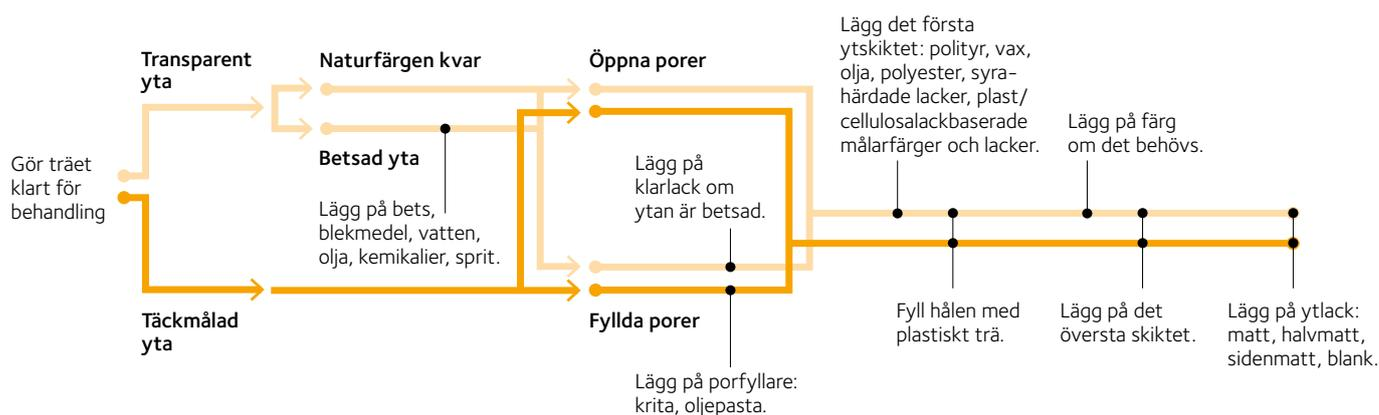 Gör träet
klart för
behandling
Transparent
yta
Täckmålad
yta
Naturfärgen kvar
Betsad yta
Lägg på bets,
blekmedel, vatten,
olja, kemikalier, sprit.
Öppna porer
Lägg på
klarlack om
ytan är betsad.
Fyllda porer
Lägg på porfyllare:
krita, oljepasta.
Lägg det första
ytskiktet: polityr, vax,
olja, polyester, syra-
härdade lacker, plast/
cellulosalackbaserade
målarfärger och lacker.
Fyll hålen med
plastiskt trä.
Lägg på färg
om det behövs.
Lägg på det
översta skiktet.
Lägg på ytlack:
matt, halvmatt,
sidenmatt, blank.